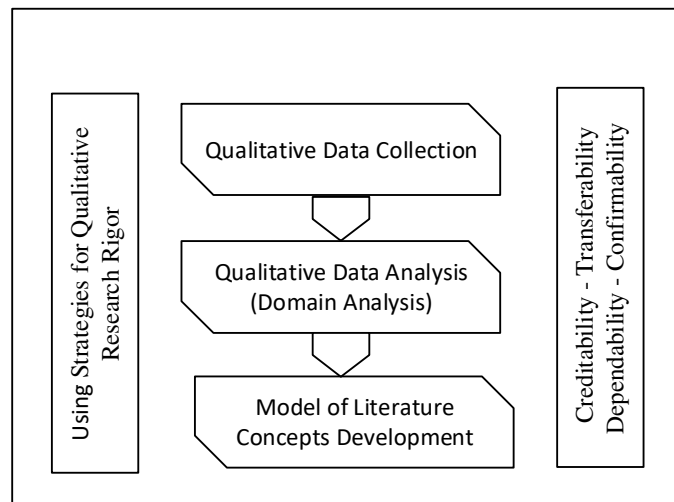 Using Strategies for Qualitative
Research Rigor
Qualitative Data Collection
Qualitative Data Analysis
(Domain Analysis)
Model of Literature
Concepts Development
Creditability - Transferability
Dependability - Confirmability